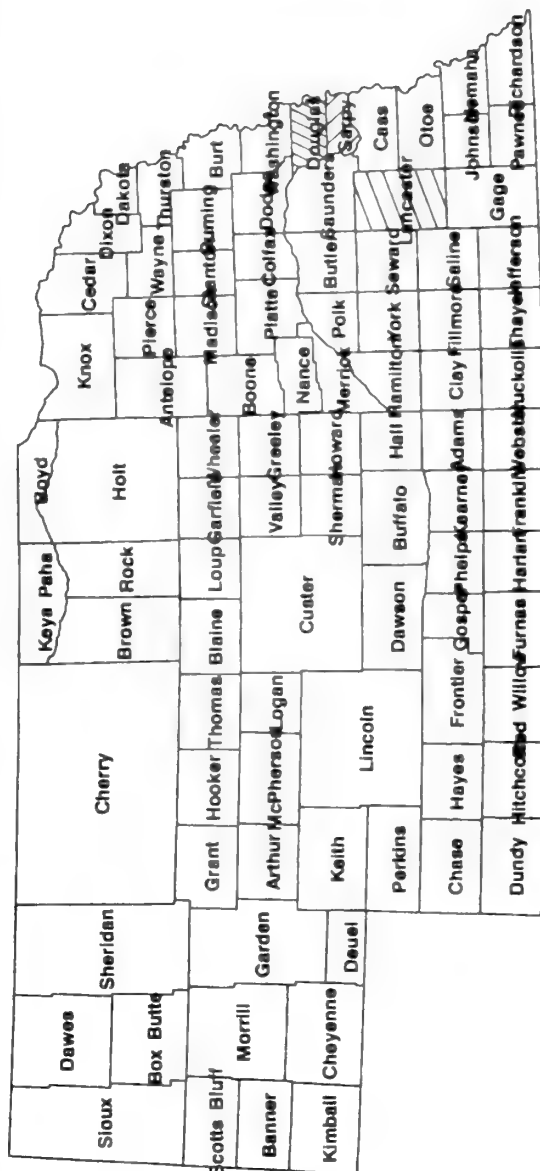 Sioux
Dawes
Box Butte
Sheridan
Cherry
Keya Paha
Boyd
Brown
Rock
Holt
Knox
Cedar
Dixon
Dakota
Antelope
Pierce
Wayne
Thurston
Scotts Bluff
Banner
Kimball
Morrill
Cheyenne
Garden
Deuel
Grant
Hooker
Thomas
Blaine
Loup
Garfield
Wheeler
Boone
Madison
Stanton
Cuming
Burt
Arthur
McPherson
Logan
Custer
Valley
Greeley
Nance
Platte
Colfax
Dodge
Washington
Keith
Lincoln
Sherman
Howard
Merrick
Polk
Butler
Saunders
Douglas
Sarpy
Perkins
Dawson
Buffalo
Hall
Hamilton
York
Seward
Lancaster
Cass
Otoe
Chase
Hayes
Frontier
Gosper
Phelps
Kearney
Adams
Clay
Fillmore
Saline
Gage
Johnson
Nemaha
Dundy
Hitchcock
Red Willow
Furnas
Harlan
Franklin
Webster
Nuckolls
Thayer
Jefferson
Pawnee
Richardson